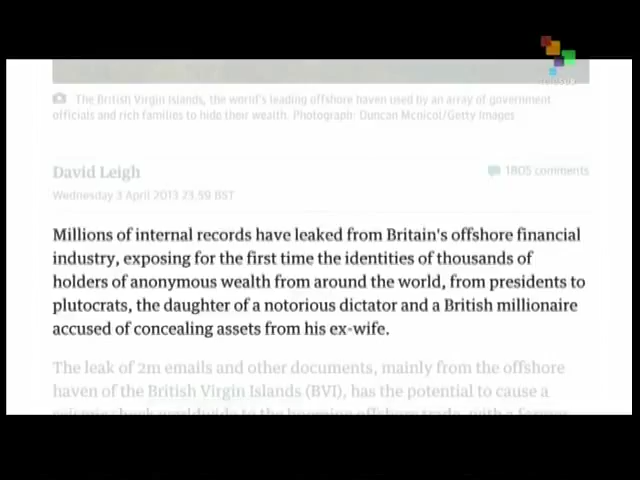 The British Virgin Islands, the world's leading offshore haven used by an array of government
officials and rich families to hide their wealth. Photograph: Duncan Mcnicol/Getty Images
David Leigh
1805 comments
Wednesday 3 April 2013 23.59 BST
Millions of internal records have leaked from Britain's offshore financial
industry, exposing for the first time the identities of thousands of
holders of anonymous wealth from around the world, from presidents to
plutocrats, the daughter of a notorious dictator and a British millionaire
accused of concealing assets from his ex-wife.
The leak of 2m emails and other documents, mainly from the offshore
haven of the British Virgin Islands (BVI), has the potential to cause a